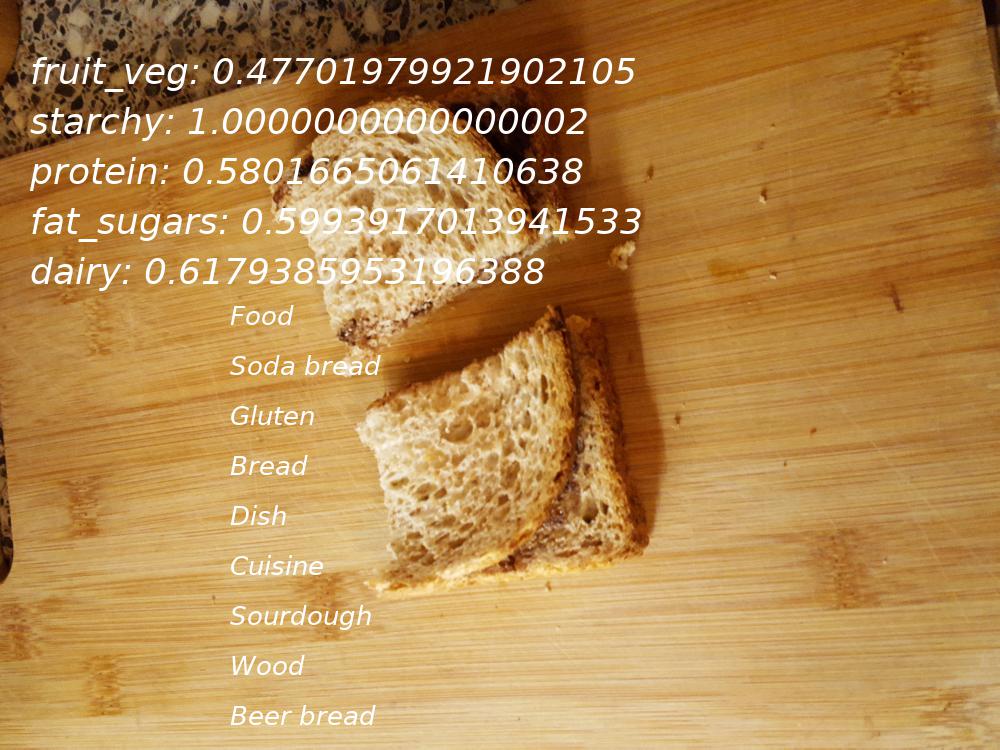 fruit_veg: 0.47701979921902105
starchy: 1.0000000000000002
protein: 0.5801665061410638
fat_sugars: 0.5993917013941533
dairy: 0.6179385953196388
Food
Soda bread
Gluten
Bread
Dish
Cuisine
Sourdough
Wood
Beer bread